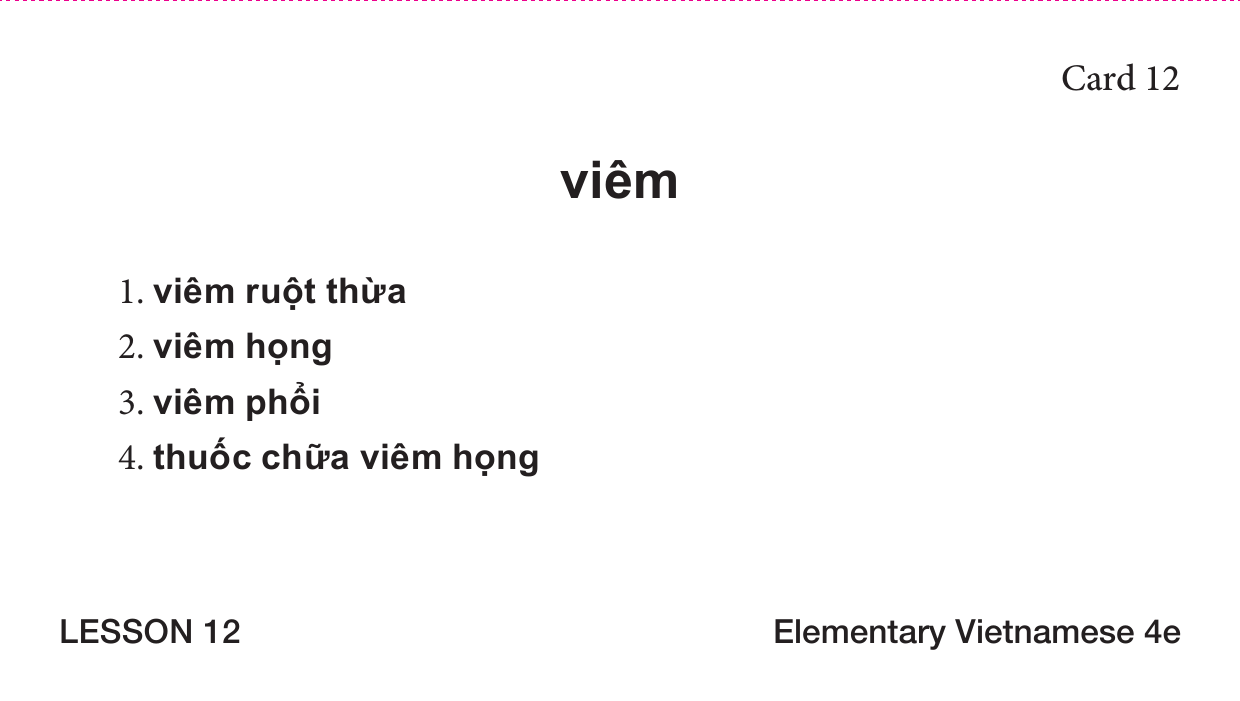 Card 12
viêm
1. viêm ruột thừa
2. viêm họng
3. viêm phổi
4. thuốc chữa viêm họng
LESSON 12
Elementary Vietnamese 4e